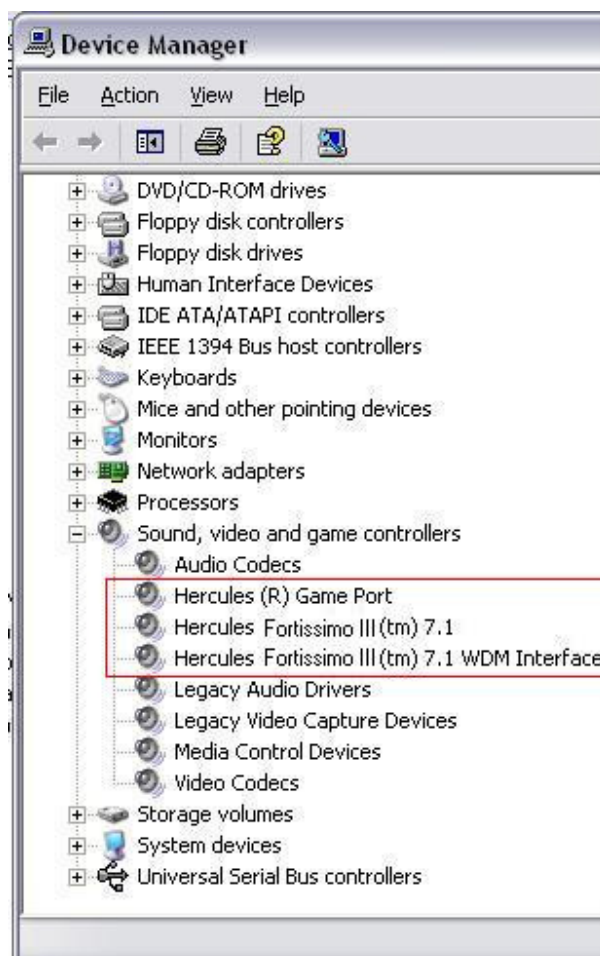 Device Manager
File Action View Help
DVD/CD-ROM drives
Floppy disk controllers
Floppy disk drives
Human Interface Devices
IDE ATA/ATAPI controllers
IEEE 1394 Bus host controllers
Keyboards
Mice and other pointing devices
Monitors
Network adapters
Processors
Sound, video and game controllers
Audio Codecs
Hercules (R) Game Port
Hercules Fortissimo III(tm) 7.1
Hercules Fortissimo III(tm) 7.1 WDM Interface
Legacy Audio Drivers
Legacy Video Capture Devices
Media Control Devices
Video Codecs
Storage volumes
System devices
Universal Serial Bus controllers